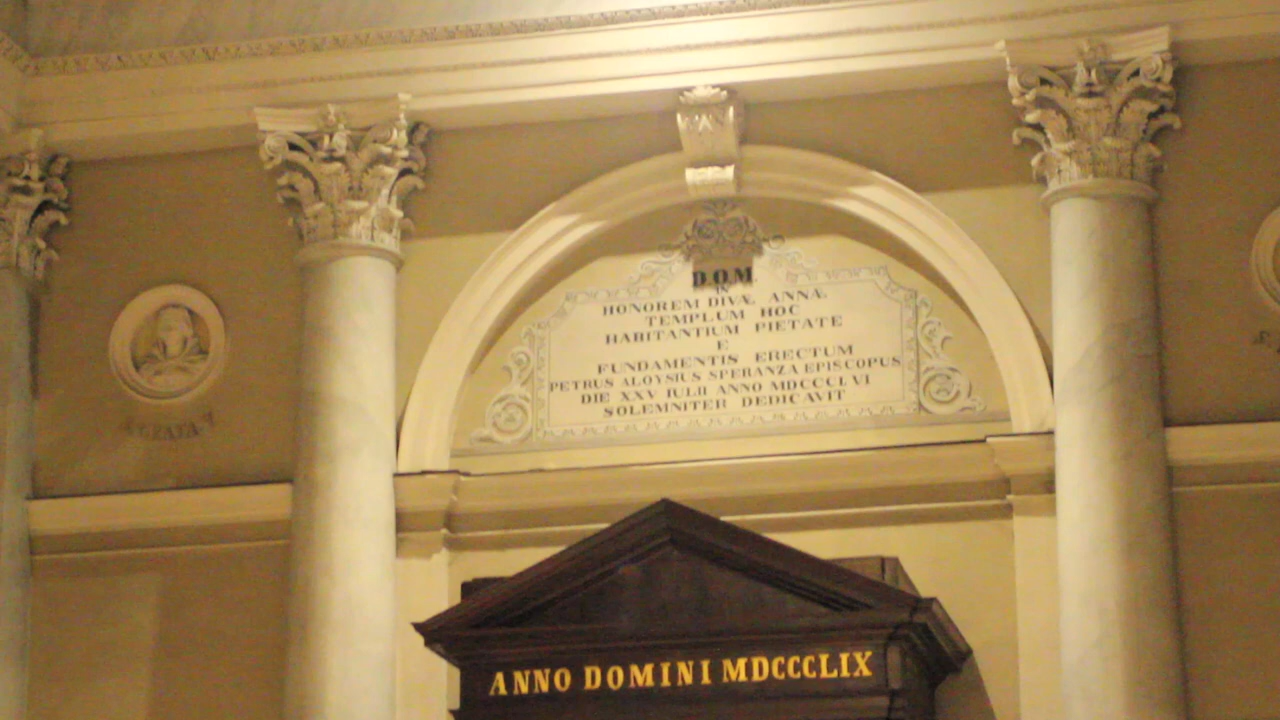 D.O.M.
IN
HONOREM DIVÆ ANNÆ
TEMPLUM HOC
HABITANTIUM PIETATE
E
FUNDAMENTIS ERECTUM
PETRUS ALOYSIUS SPERANZA EPISCOPUS
DIE XXV IULII ANNO MDCCCLVI
SOLEMNITER DEDICAVIT
ANNO DOMINI MDCCCLIX